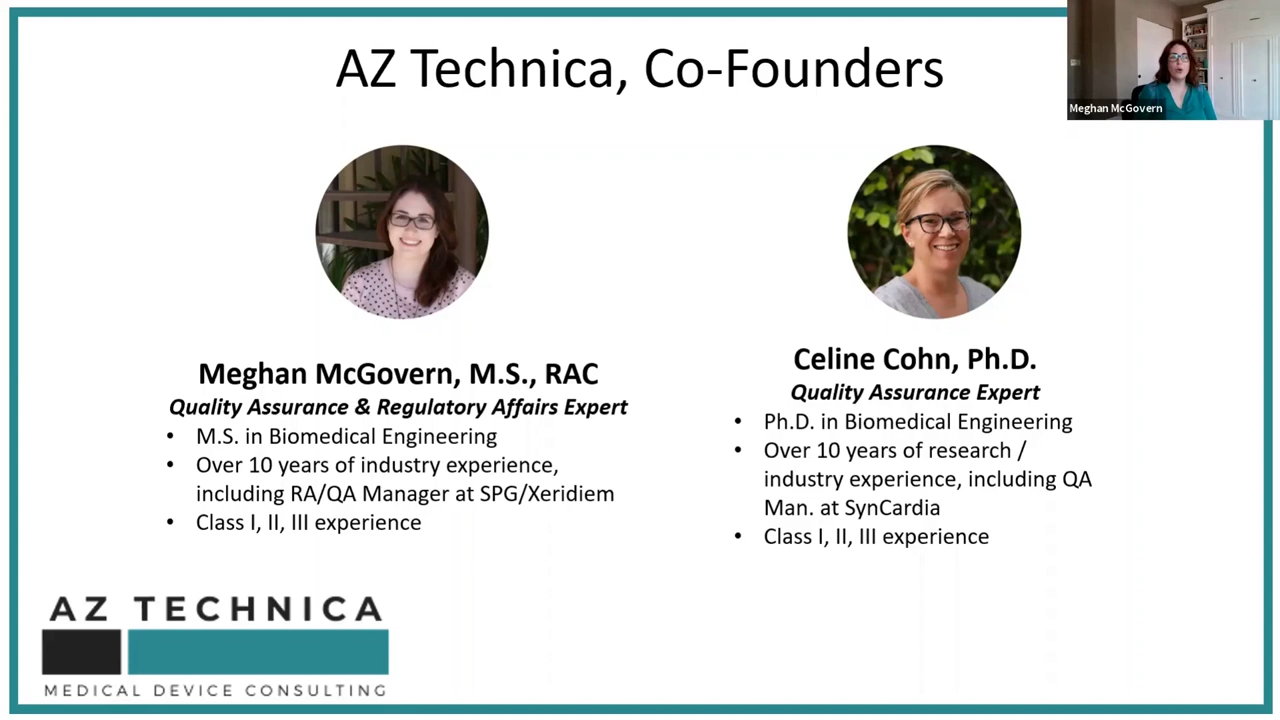 AZ Technica, Co-Founders
Meghan McGovern
Meghan McGovern, M.S., RAC
Quality Assurance & Regulatory Affairs Expert
• M.S. in Biomedical Engineering
• Over 10 years of industry experience,
including RA/QA Manager at SPG/Xeridiem
• Class I, II, III experience
Celine Cohn, Ph.D.
Quality Assurance Expert
• Ph.D. in Biomedical Engineering
• Over 10 years of research /
industry experience, including QA
Man. at SynCardia
• Class I, II, III experience
AZ TECHNICA
MEDICAL DEVICE CONSULTING